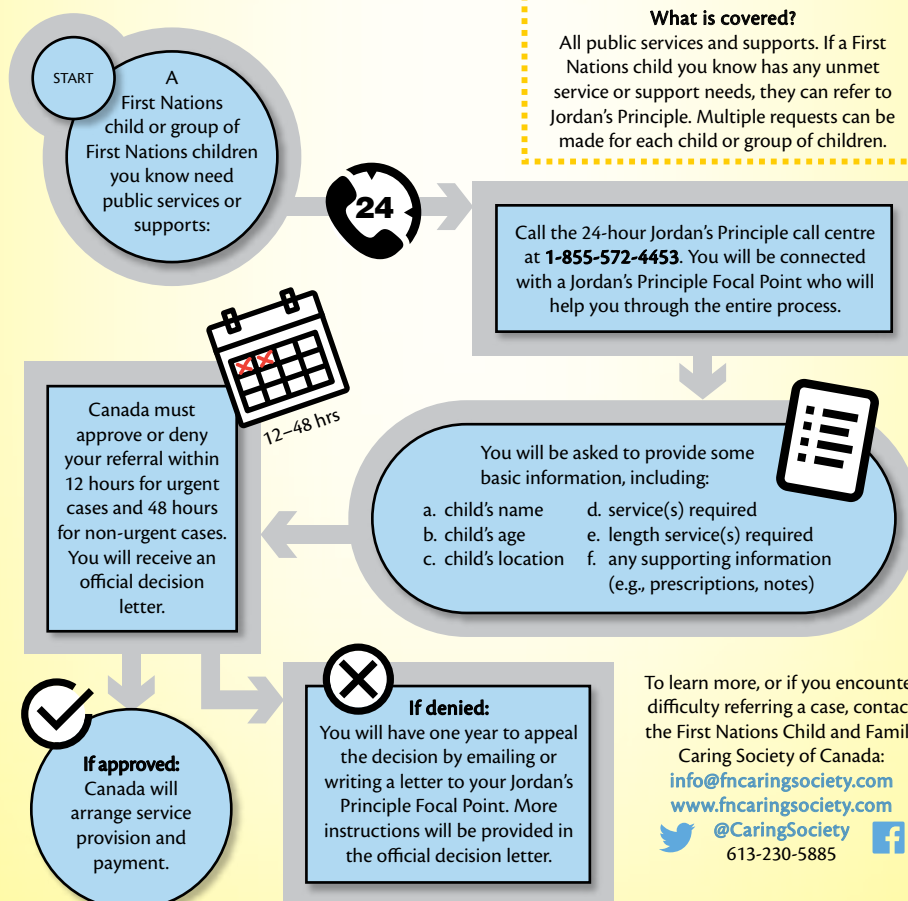 START
A
First Nations
child or group of
First Nations children
you know need
public services or
supports:
What is covered?
All public services and supports. If a First
Nations child you know has any unmet
service or support needs, they can refer to
Jordan's Principle. Multiple requests can be
made for each child or group of children.
24
Call the 24-hour Jordan's Principle call centre
at 1-855-572-4453. You will be connected
with a Jordan's Principle Focal Point who will
help you through the entire process.
You will be asked to provide some
basic information, including:
a. child's name
b. child's age
c. child's location
d. service(s) required
e. length service(s) required
f. any supporting information
(e.g., prescriptions, notes)
12–48 hrs
Canada must
approve or deny
your referral within
12 hours for urgent
cases and 48 hours
for non-urgent cases.
You will receive an
official decision
letter.
If approved:
Canada will
arrange service
provision and
payment.
If denied:
You will have one year to appeal
the decision by emailing or
writing a letter to your Jordan's
Principle Focal Point. More
instructions will be provided in
the official decision letter.
To learn more, or if you encounte
difficulty referring a case, contac
the First Nations Child and Famil
Caring Society of Canada:
info@fncaringsociety.com
www.fncaringsociety.com
@CaringSociety
613-230-5885